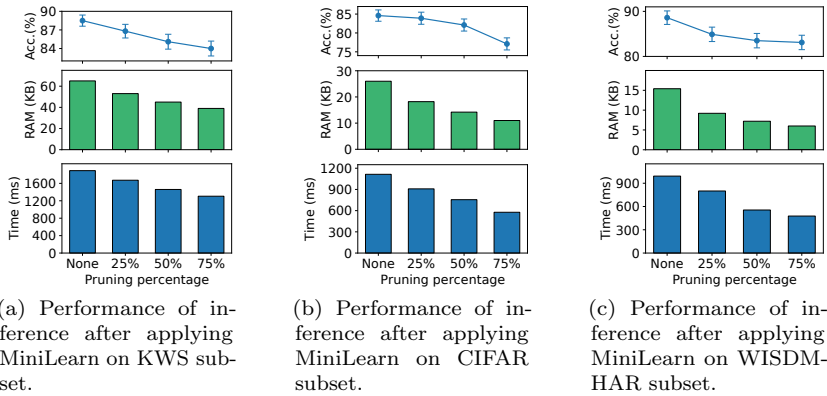 90
87
84
Acc.(%)
60
40
20
0
RAM (KB)
1600
1200
800
400
0
Time (ms)
None 25% 50% 75%
Pruning percentage
85
80
75
Acc.(%)
30
20
10
0
RAM (KB)
1200
900
600
300
0
Time (ms)
None 25% 50% 75%
Pruning percentage
90
80
Acc.(%)
15
10
5
0
RAM (KB)
900
600
300
0
Time (ms)
None 25% 50% 75%
Pruning percentage
(a) Performance of in-
ference after applying
MiniLearn on KWS sub-
set.
(b) Performance of in-
ference after applying
MiniLearn on CIFAR
subset.
(c) Performance of in-
ference after applying
MiniLearn on WISDM-
HAR subset.